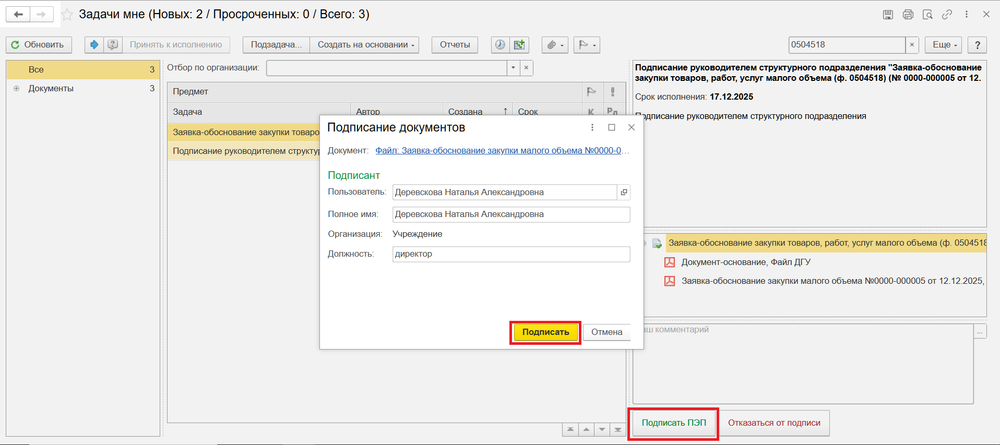 Задачи мне (Новых: 2 / Просроченных: 0 / Всего: 3)
Обновить
Принять к исполнению
Подзадача...
Создать на основании
Отчеты
0504518
×
Еще
?
Все 3
Документы 3
Отбор по организации:
×
Предмет
Задача Автор Создана ↑ Срок К
Заявка-обоснование закупки товаро
Подписание руководителем структур
Подписание руководителем структурного подразделения "Заявка-обоснование
закупки товаров, работ, услуг малого объема (ф. 0504518) (№ 0000-000005 от 12.
Срок исполнения: 17.12.2025
Подписание руководителем структурного подразделения
Подписание документов
Документ: Файл: Заявка-обоснование закупки малого объема №0000-0...
Подписант
Пользователь: Деревскова Наталья Александровна
Полное имя: Деревскова Наталья Александровна
Организация: Учреждение
Должность: директор
Подписать
Отмена
Заявка-обоснование закупки товаров, работ, услуг малого объема (ф. 0504518
Документ-основание, Файл ДГУ
Заявка-обоснование закупки малого объема №0000-000005 от 12.12.2025,
аш комментарий
...
Подписать ПЭП
Отказаться от подписи